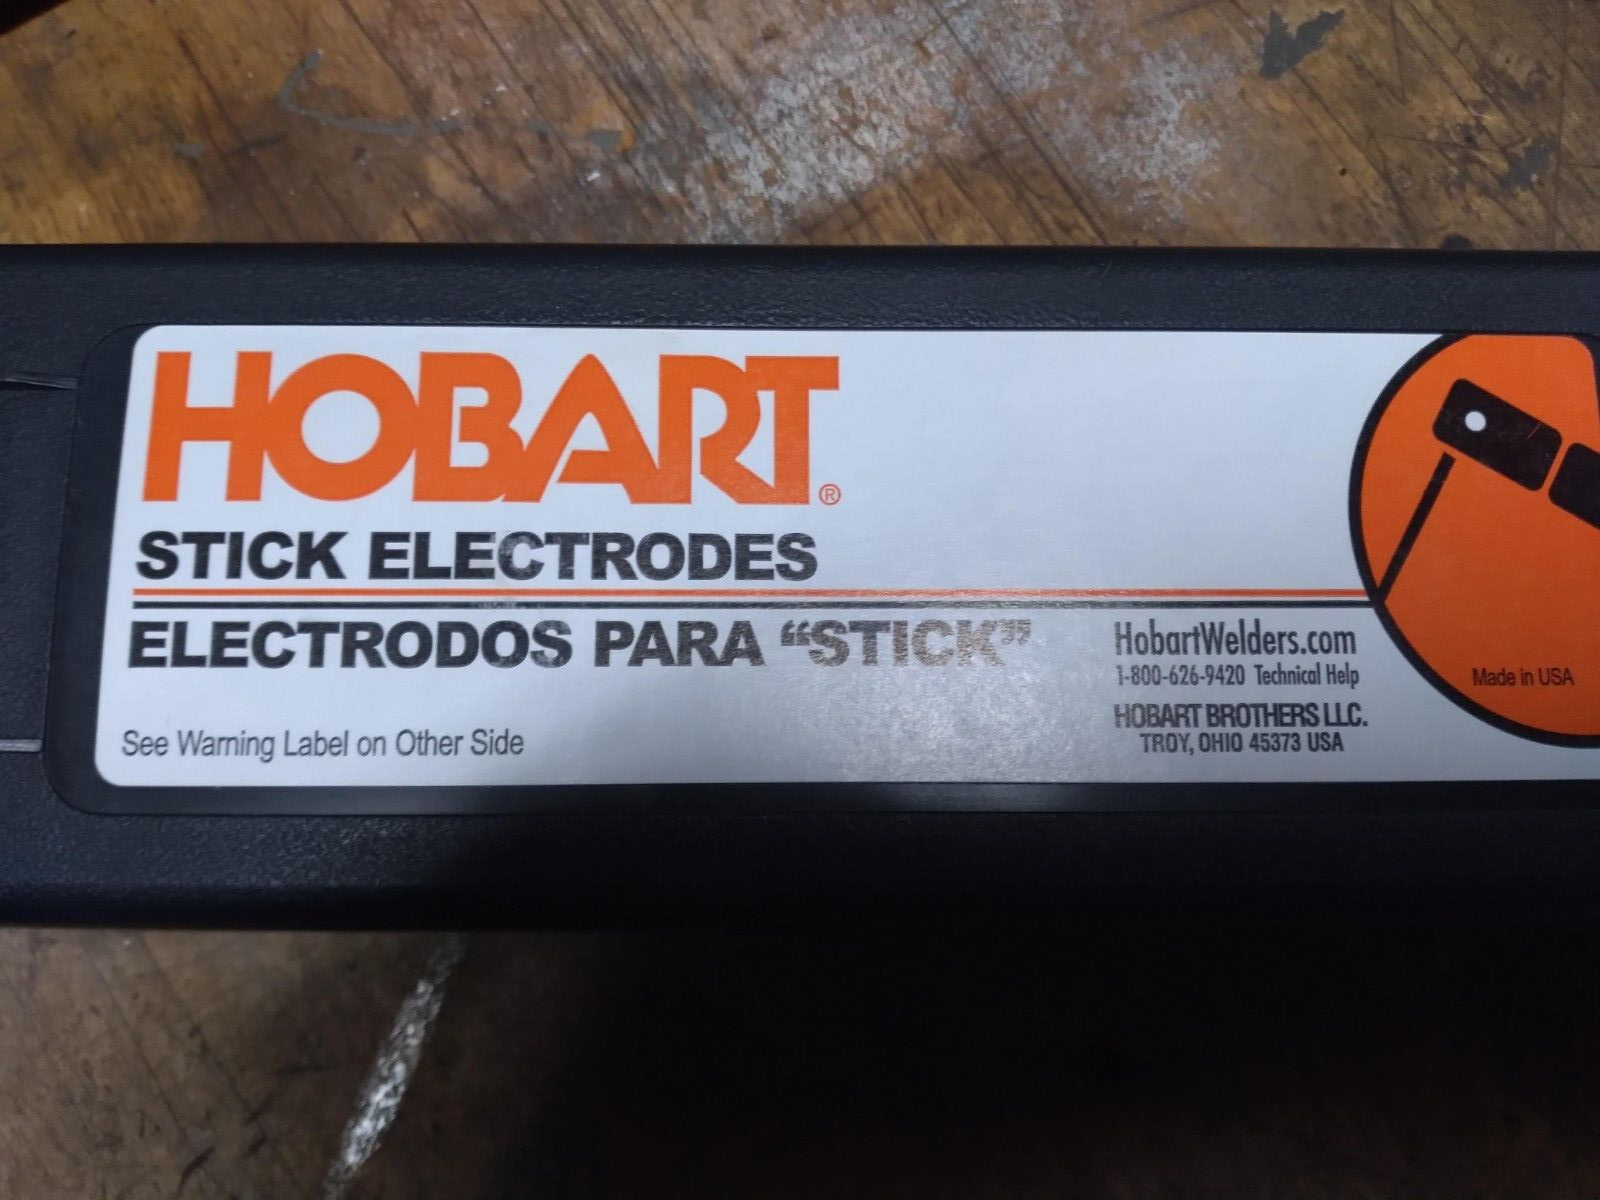 HOBART®
STICK ELECTRODES
ELECTRODOS PARA “STICK”
See Warning Label on Other Side
HobartWelders.com
1-800-626-9420 Technical Help
HOBART BROTHERS LLC.
TROY, OHIO 45373 USA
Made in USA